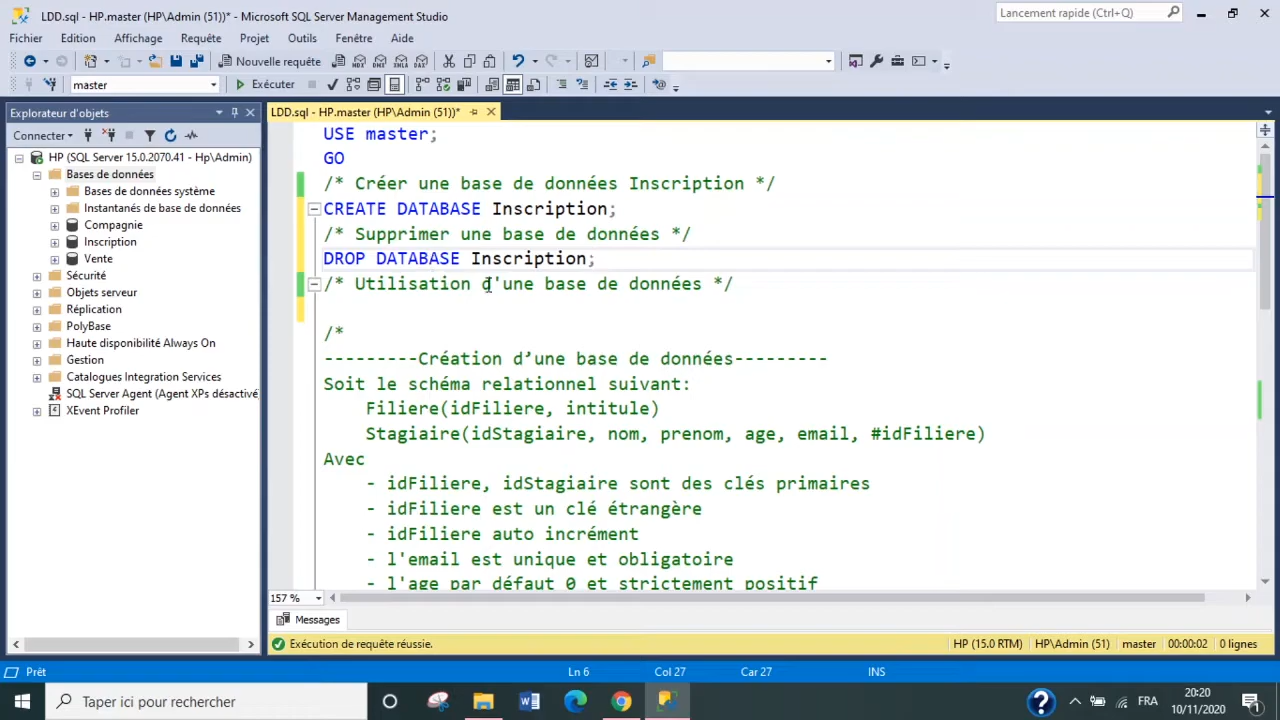 LDD.sql - HP.master (HP\Admin (51))* - Microsoft SQL Server Management Studio
Lancement rapide (Ctrl+Q)
Fichier Edition Affichage Requête Projet Outils Fenêtre Aide
Nouvelle requête MDX DMX XMLA DAX
master Exécuter
Explorateur d'objets
LDD.sql - HP.master (HP\Admin (51))*
Connecter
HP (SQL Server 15.0.2070.41 - Hp\Admin)
Bases de données
Bases de données système
Instantanés de base de données
Compagnie
Inscription
Vente
Sécurité
Objets serveur
Réplication
PolyBase
Haute disponibilité Always On
Gestion
Catalogues Integration Services
SQL Server Agent (Agent XPs désactivé
XEvent Profiler
USE master;
GO
/* Créer une base de données Inscription */
CREATE DATABASE Inscription;
/* Supprimer une base de données */
DROP DATABASE Inscription;
/* Utilisation d'une base de données */
/*
---------Création d’une base de données---------
Soit le schéma relationnel suivant:
Filiere(idFiliere, intitule)
Stagiaire(idStagiaire, nom, prenom, age, email, #idFiliere)
Avec
- idFiliere, idStagiaire sont des clés primaires
- idFiliere est un clé étrangère
- idFiliere auto incrément
- l'email est unique et obligatoire
- l'age par défaut 0 et strictement positif
157 %
Messages
Exécution de requête réussie. HP (15.0 RTM) HP\Admin (51) master 00:00:02 0 lignes
Prêt Ln 6 Col 27 Car 27 INS
Taper ici pour rechercher
FRA
20:20
10/11/2020
1